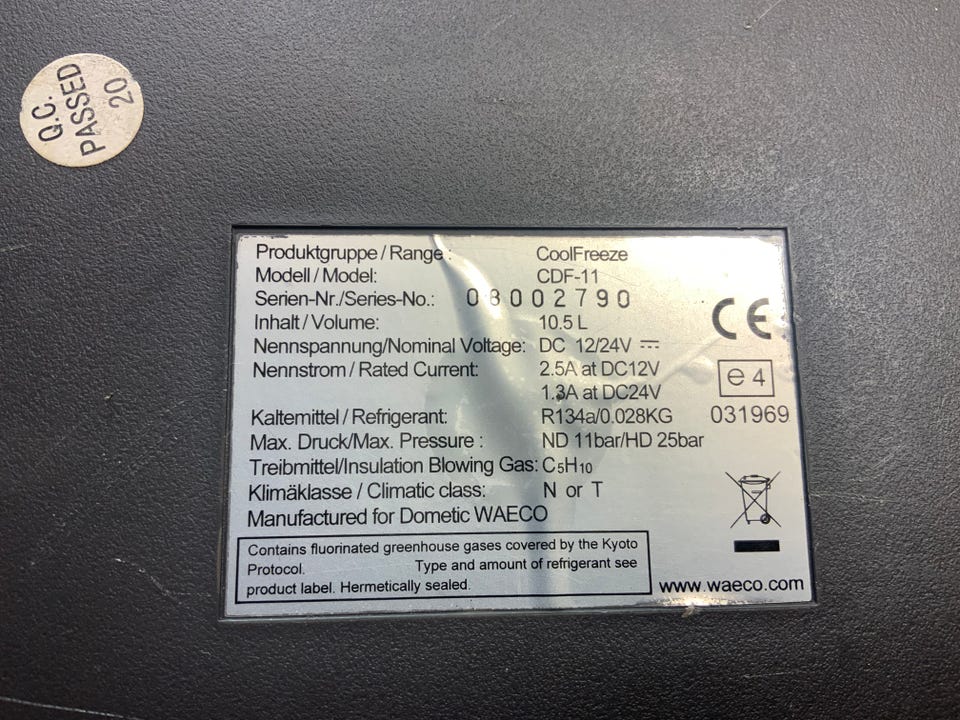 Q.C.
PASSED
20
Produktgruppe / Range : CoolFreeze
Modell / Model: CDF-11
Serien-Nr./Series-No.: 08002790
Inhalt / Volume: 10.5 L
Nennspannung/Nominal Voltage: DC 12/24V ⎓
Nennstrom / Rated Current: 2.5A at DC12V
1.3A at DC24V
Kaltemittel / Refrigerant: R134a/0.028KG
Max. Druck/Max. Pressure : ND 11bar/HD 25bar
Treibmittel/Insulation Blowing Gas: C₅H₁₀
Klimäklasse / Climatic class: N or T
Manufactured for Dometic WAECO
Contains fluorinated greenhouse gases covered by the Kyoto
Protocol. Type and amount of refrigerant see
product label. Hermetically sealed.
CE
e 4
031969
www.waeco.com